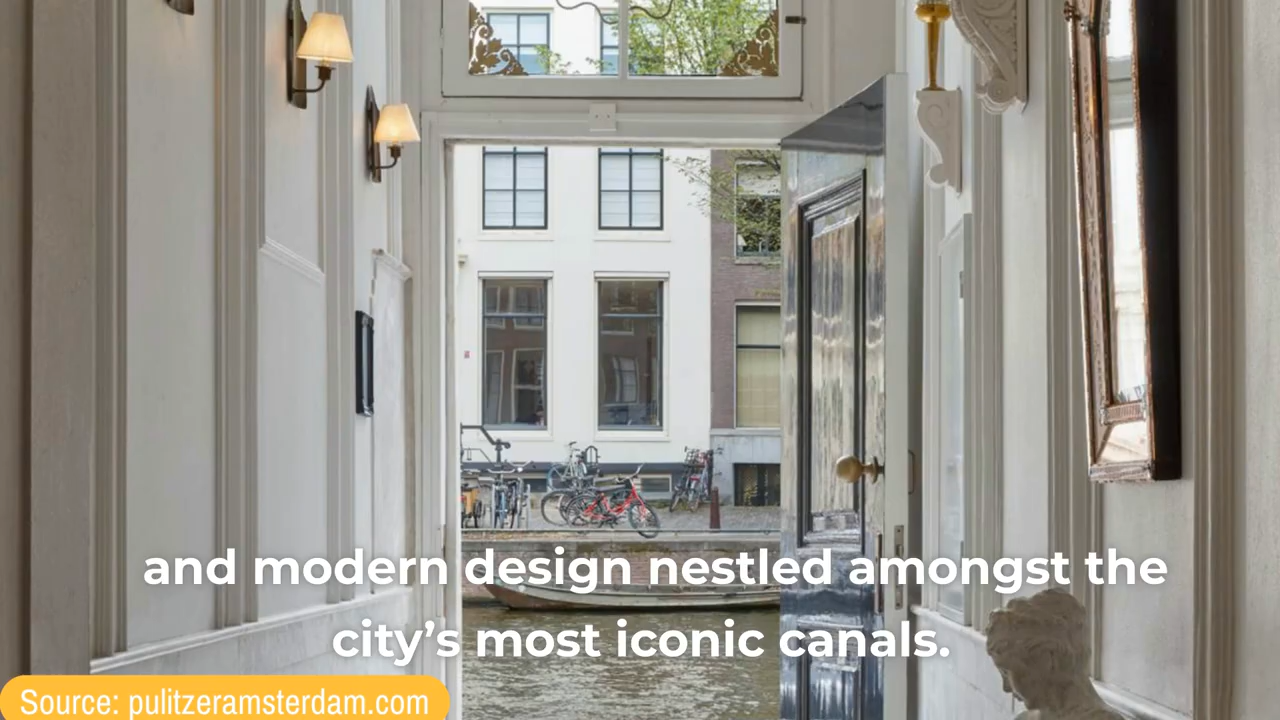 and modern design nestled amongst the
city’s most iconic canals.
Source: pulitzeramsterdam.com